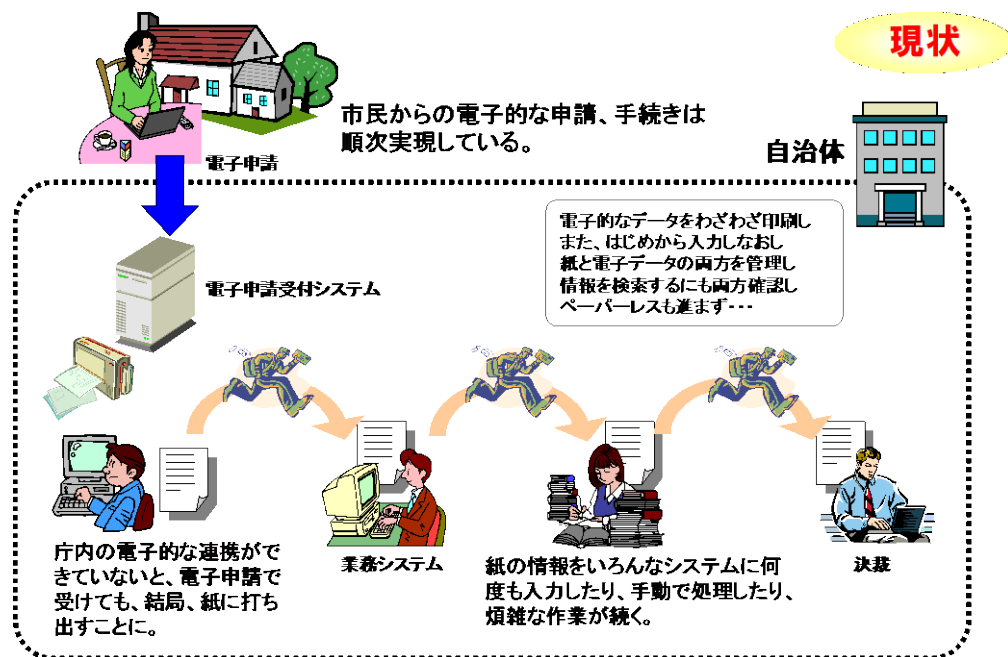 現状
市民からの電子的な申請、手続きは
順次実現している。
自治体
電子申請
電子的なデータをわざわざ印刷し
また、はじめから入力しなおし
紙と電子データの両方を管理し
情報を検索するにも両方確認し
ペーパーレスも進まず・・・
電子申請受付システム
庁内の電子的な連携がで
きていないと、電子申請で
受けても、結局、紙に打ち
出すことに。
業務システム
紙の情報をいろんなシステムに何
度も入力したり、手動で処理したり、
煩雑な作業が続く。
決裁